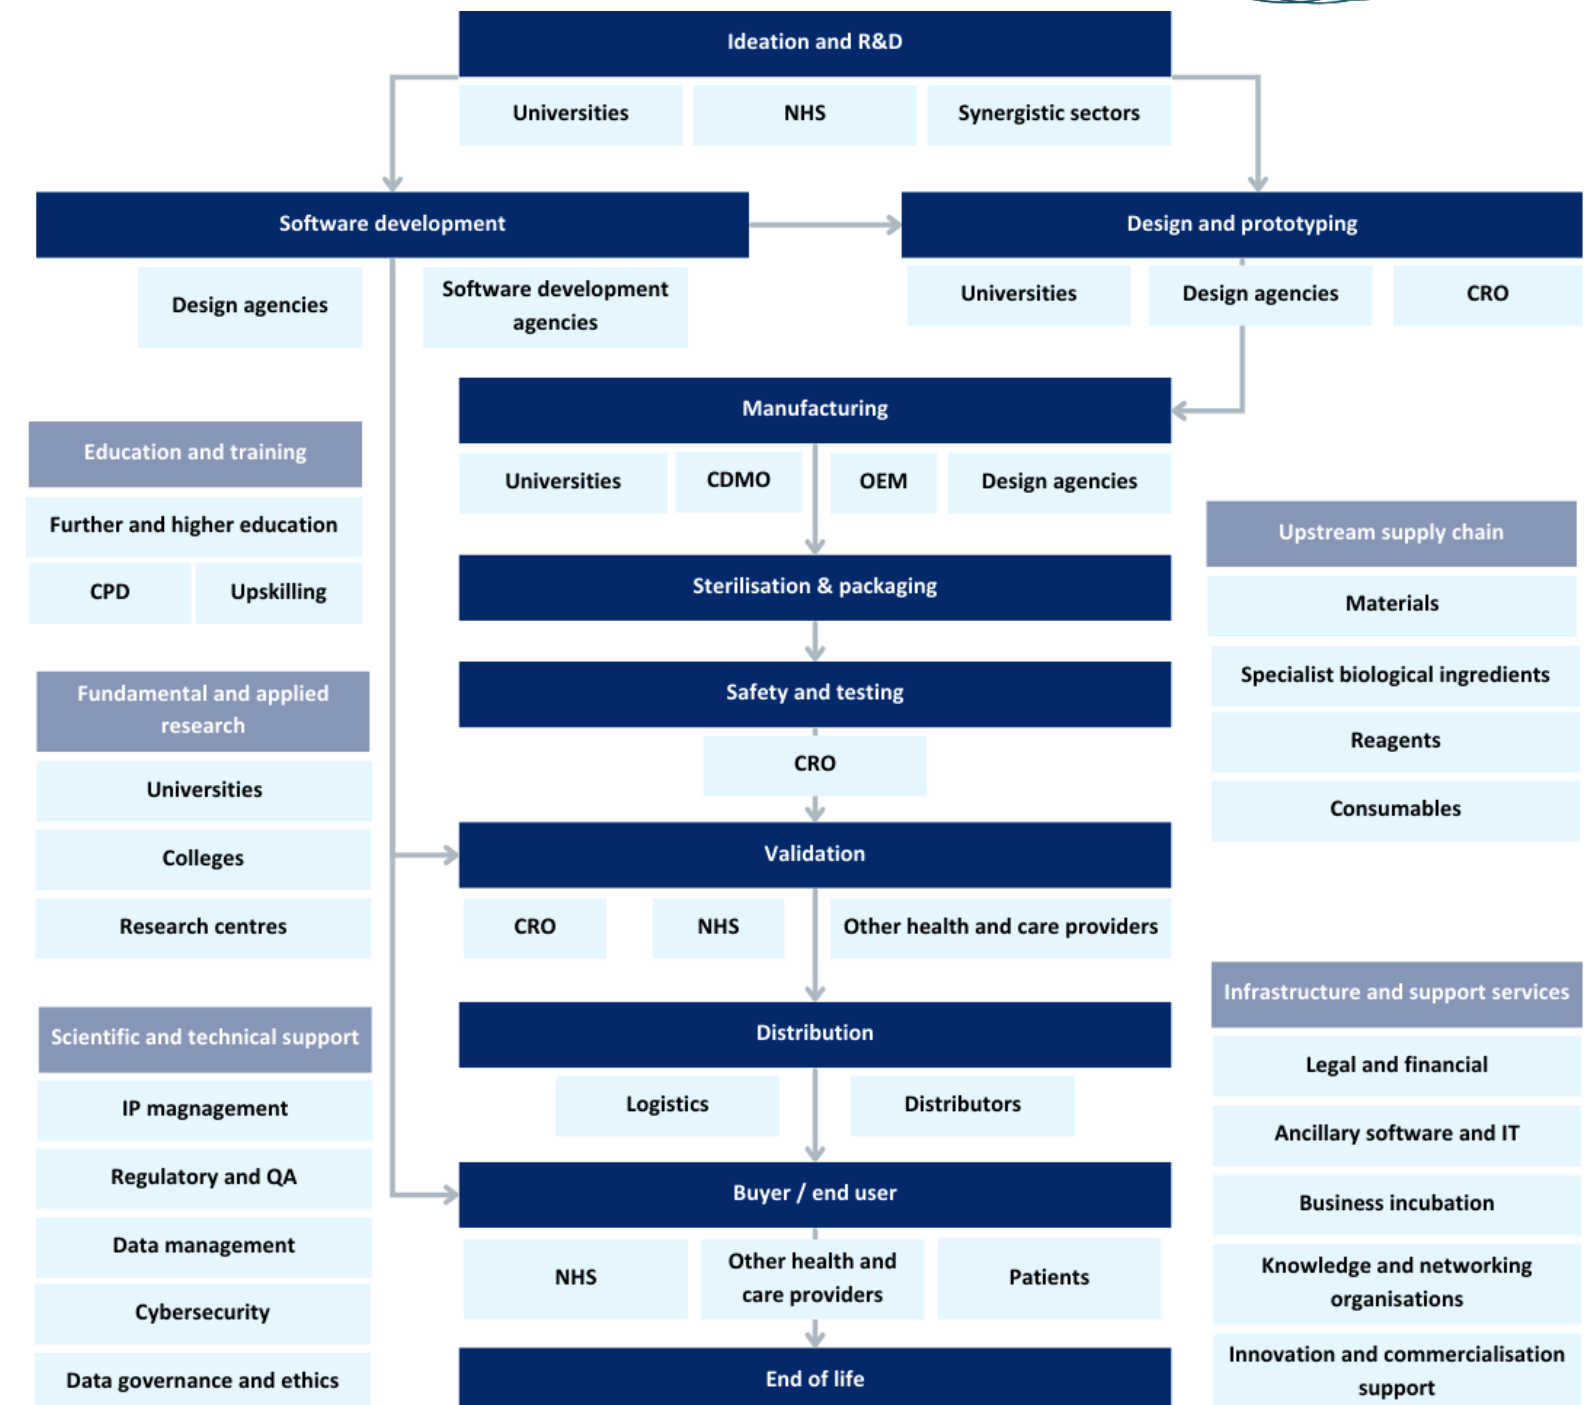 Ideation and R&D
Universities
NHS
Synergistic sectors
Software development
Design and prototyping
Design agencies
Software development
agencies
Universities
Design agencies
CRO
Manufacturing
Universities
CDMO
OEM
Design agencies
Education and training
Further and higher education
CPD
Upskilling
Upstream supply chain
Materials
Specialist biological ingredients
Reagents
Consumables
Sterilisation & packaging
Safety and testing
CRO
Fundamental and applied
research
Universities
Colleges
Research centres
Validation
CRO
NHS
Other health and care providers
Distribution
Logistics
Distributors
Scientific and technical support
IP magnagement
Regulatory and QA
Data management
Cybersecurity
Data governance and ethics
Infrastructure and support services
Legal and financial
Ancillary software and IT
Business incubation
Knowledge and networking
organisations
Innovation and commercialisation
support
Buyer / end user
NHS
Other health and
care providers
Patients
End of life